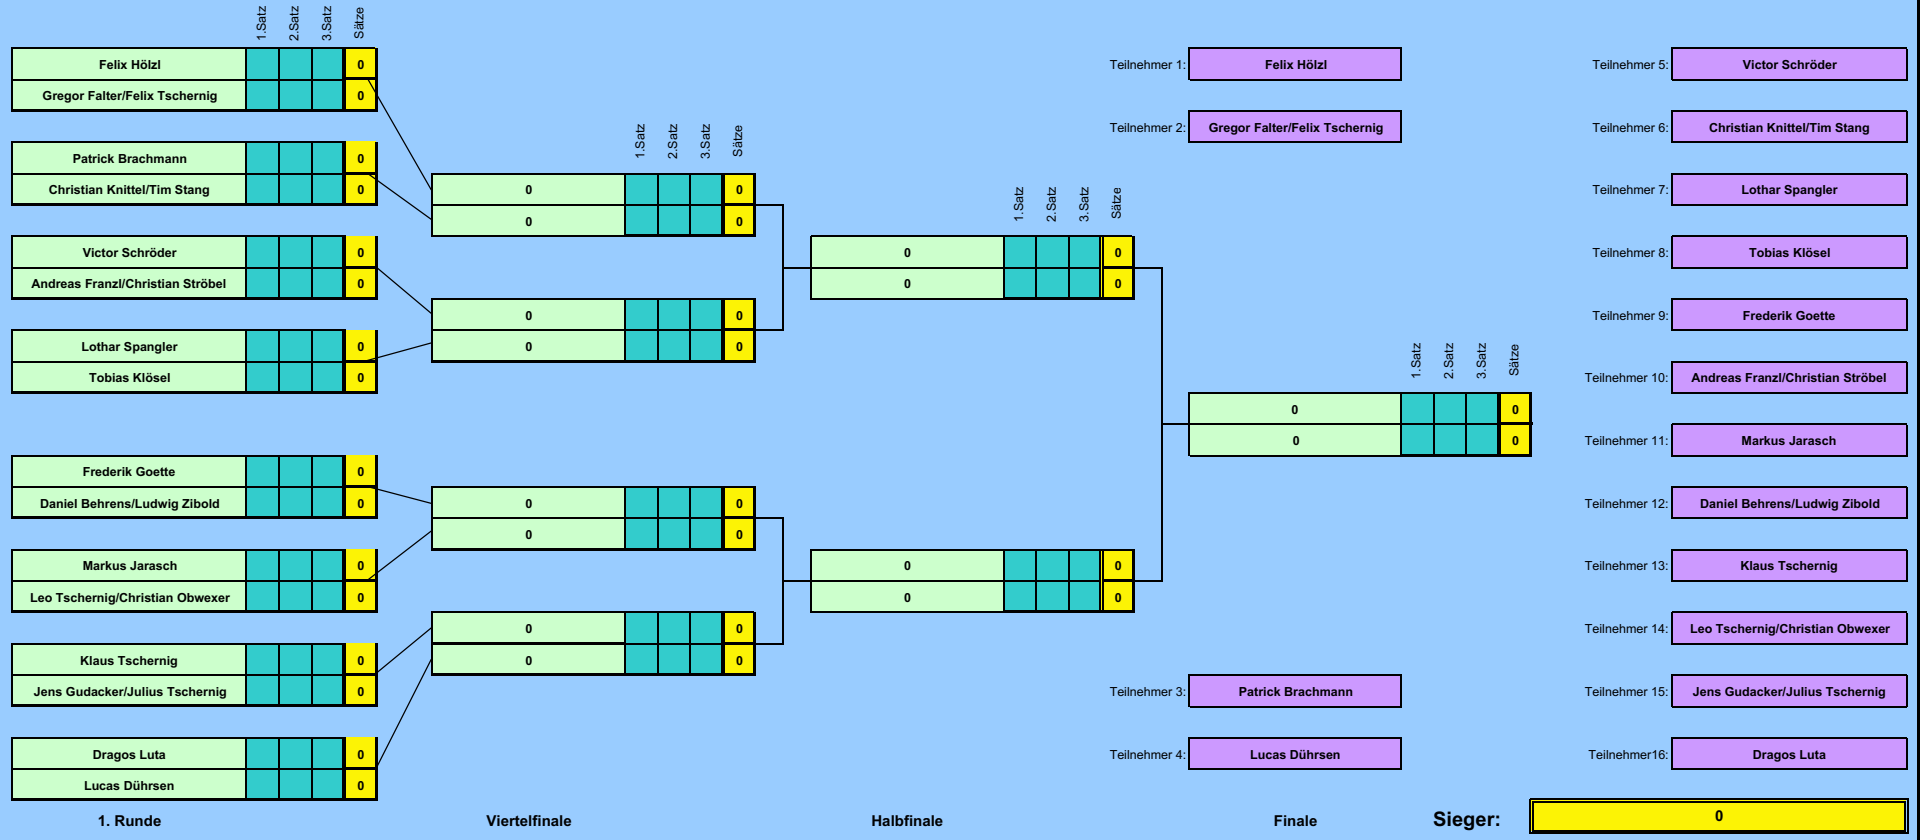 1.Satz 2.Satz 3.Satz Sätze
Felix Hölzl 0
Gregor Falter/Felix Tschernig 0
Patrick Brachmann 0
Christian Knittel/Tim Stang 0
Victor Schröder 0
Andreas Franzl/Christian Ströbel 0
Lothar Spangler 0
Tobias Klösel 0
Frederik Goette 0
Daniel Behrens/Ludwig Zibold 0
Markus Jarasch 0
Leo Tschernig/Christian Obwexer 0
Klaus Tschernig 0
Jens Gudacker/Julius Tschernig 0
Dragos Luta 0
Lucas Dührsen 0
1. Runde
1.Satz 2.Satz 3.Satz Sätze
0 0
0 0
0 0
0 0
0 0
0 0
0 0
0 0
Viertelfinale
1.Satz 2.Satz 3.Satz Sätze
0 0
0 0
0 0
0 0
Halbfinale
Teilnehmer 1: Felix Hölzl
Teilnehmer 2: Gregor Falter/Felix Tschernig
1.Satz 2.Satz 3.Satz Sätze
0 0
0 0
Teilnehmer 3: Patrick Brachmann
Teilnehmer 4: Lucas Dührsen
Finale
Teilnehmer 5: Victor Schröder
Teilnehmer 6: Christian Knittel/Tim Stang
Teilnehmer 7: Lothar Spangler
Teilnehmer 8: Tobias Klösel
Teilnehmer 9: Frederik Goette
Teilnehmer 10: Andreas Franzl/Christian Ströbel
Teilnehmer 11: Markus Jarasch
Teilnehmer 12: Daniel Behrens/Ludwig Zibold
Teilnehmer 13: Klaus Tschernig
Teilnehmer 14: Leo Tschernig/Christian Obwexer
Teilnehmer 15: Jens Gudacker/Julius Tschernig
Teilnehmer16: Dragos Luta
Sieger: 0